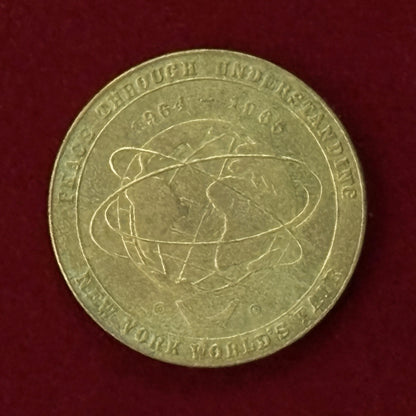 PEACE THROUGH UNDERSTANDING
1964 - 1965
NEW YORK WORLD'S FAIR